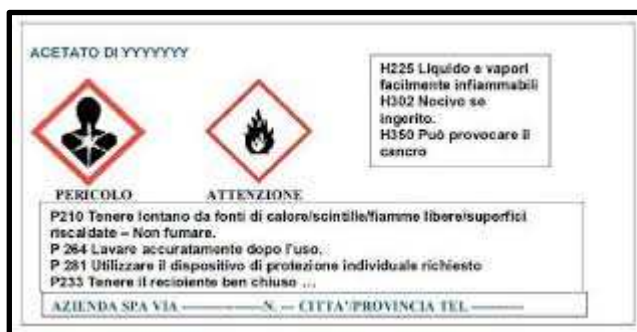 ACETATO DI YYYYYYY
H225 Liquido e vapori
facilmente infiammabili
H302 Nocivo se
ingerito.
H350 Può provocare il
cancro
PERICOLO
ATTENZIONE
P210 Tenere lontano da fonti di calore/scintille/fiamme libere/superfici
riscaldate – Non fumare.
P 264 Lavare accuratamente dopo l'uso.
P 281 Utilizzare il dispositivo di protezione individuale richiesto
P233 Tenere il recipiente ben chiuso ...
AZIENDA SPA VIA ----------------N. --- CITTA'/PROVINCIA TEL -----------